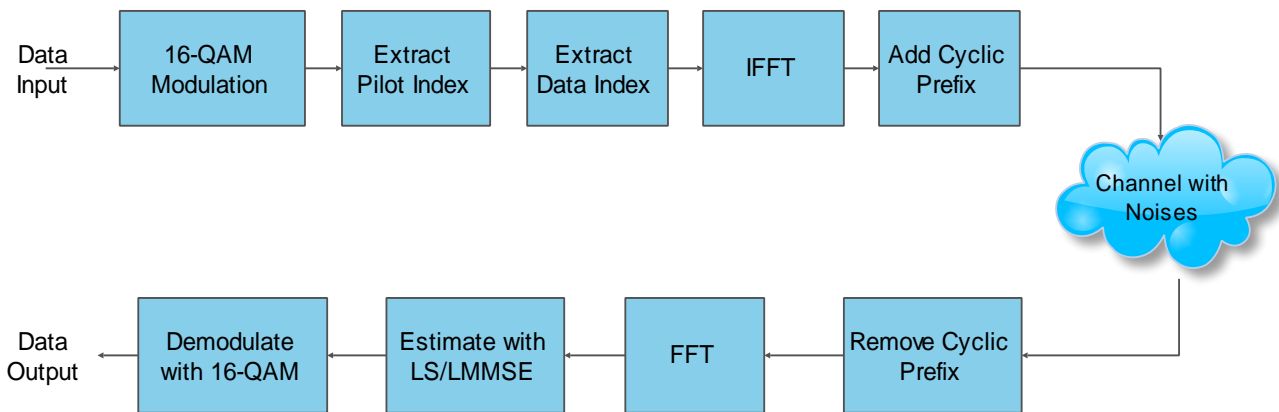 Data
Input
16-QAM
Modulation
Extract
Pilot Index
Extract
Data Index
IFFT
Add Cyclic
Prefix
Channel with
Noises
Data
Output
Demodulate
with 16-QAM
Estimate with
LS/LMMSE
FFT
Remove Cyclic
Prefix